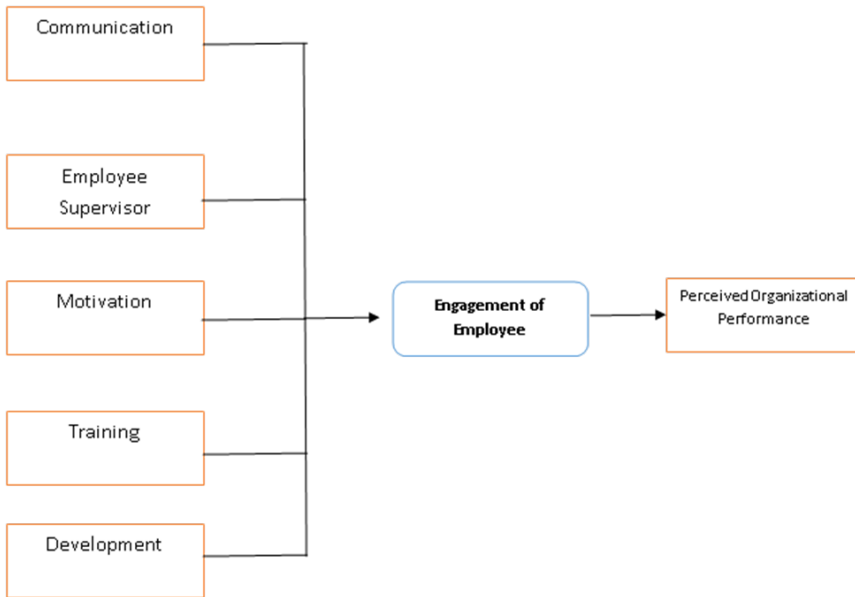 Communication
Employee
Supervisor
Motivation
Training
Development
Engagement of
Employee
Perceived Organizational
Performance